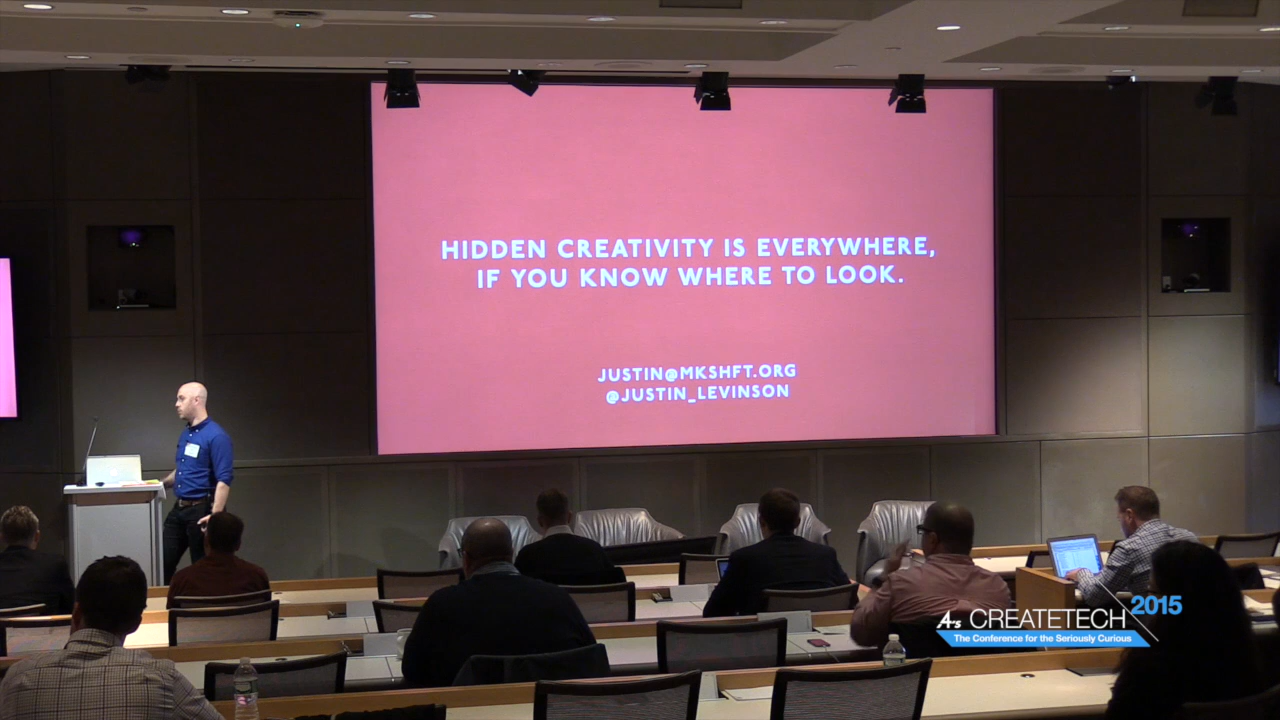 HIDDEN CREATIVITY IS EVERYWHERE,
IF YOU KNOW WHERE TO LOOK.
JUSTIN@MKSHFT.ORG
@JUSTIN_LEVINSON
4As CREATETECH 2015
The Conference for the Seriously Curious